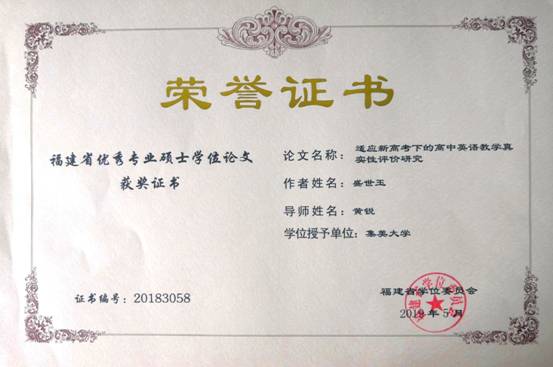 荣誉证书
福建省优秀专业硕士学位论文
获奖证书
证书编号：20183058
论文名称：适应新高考下的高中英语教学真
实性评价研究
作者姓名：盛世玉
导师姓名：黄锐
学位授予单位：集美大学
福建省学位委员会
2019年5月